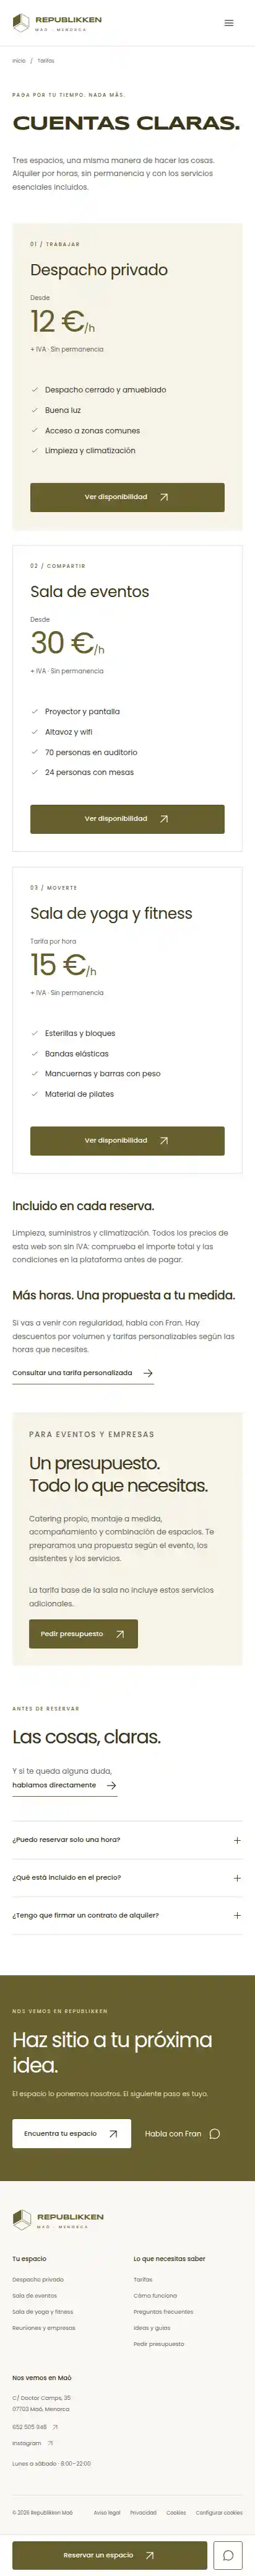 REPUBLIKKEN
MAÓ . MENORCA
Inicio / Tarifas
PAGA POR TU TIEMPO. NADA MÁS.
CUENTAS CLARAS.
Tres espacios, una misma manera de hacer las cosas.
Alquiler por horas, sin permanencia y con los servicios
esenciales incluidos.
01 / TRABAJAR
Despacho privado
Desde
12 €/h
+ IVA · Sin permanencia
Despacho cerrado y amueblado
Buena luz
Acceso a zonas comunes
Limpieza y climatización
Ver disponibilidad
02 / COMPARTIR
Sala de eventos
Desde
30 €/h
+ IVA · Sin permanencia
Proyector y pantalla
Altavoz y wifi
70 personas en auditorio
24 personas con mesas
Ver disponibilidad
03 / MOVERTE
Sala de yoga y fitness
Tarifa por hora
15 €/h
+ IVA · Sin permanencia
Esterillas y bloques
Bandas elásticas
Mancuernas y barras con peso
Material de pilates
Ver disponibilidad
Incluido en cada reserva.
Limpieza, suministros y climatización. Todos los precios de
esta web son sin IVA: comprueba el importe total y las
condiciones en la plataforma antes de pagar.
Más horas. Una propuesta a tu medida.
Si vas a venir con regularidad, habla con Fran. Hay
descuentos por volumen y tarifas personalizadas según las
horas que necesites.
Consultar una tarifa personalizada
PARA EVENTOS Y EMPRESAS
Un presupuesto.
Todo lo que necesitas.
Catering propio, montaje a medida,
acompañamiento y combinación de espacios. Te
preparamos una propuesta según el evento, los
asistentes y los servicios.
La tarifa base de la sala no incluye estos servicios
adicionales.
Pedir presupuesto
ANTES DE RESERVAR
Las cosas, claras.
Y si te queda alguna duda,
hablamos directamente
¿Puedo reservar solo una hora?
¿Qué está incluido en el precio?
¿Tengo que firmar un contrato de alquiler?
NOS VEMOS EN REPUBLIKKEN
Haz sitio a tu próxima
idea.
El espacio lo ponemos nosotros. El siguiente paso es tuyo.
Encuentra tu espacio
Habla con Fran
REPUBLIKKEN
MAÓ . MENORCA
Tu espacio
Despacho privado
Sala de eventos
Sala de yoga y fitness
Reuniones y empresas
Lo que necesitas saber
Tarifas
Cómo funciona
Preguntas frecuentes
Ideas y guías
Pedir presupuesto
Nos vemos en Maó
C/ Doctor Camps, 35
07703 Maó, Menorca
652 505 948
Instagram
Lunes a sábado · 8:00–22:00
© 2026 Republikken Maó
Aviso legal
Privacidad
Cookies
Configurar cookies
Reservar un espacio